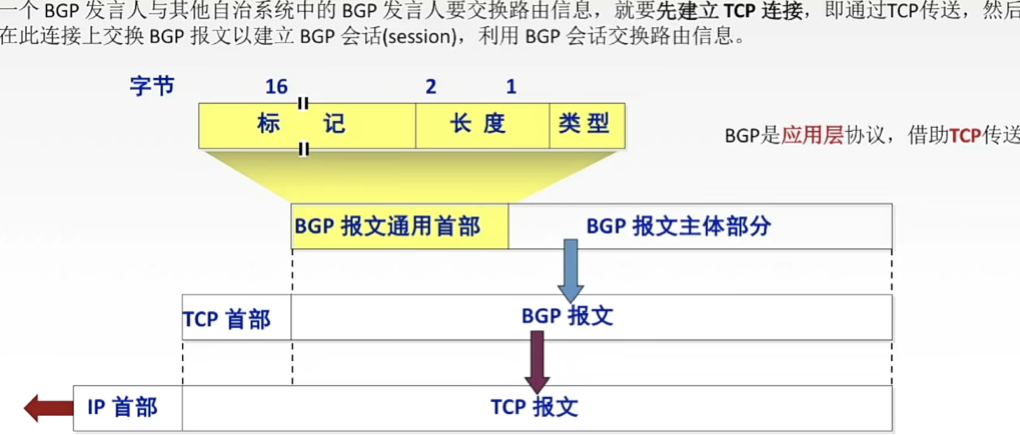 一个 BGP 发言人与其他自治系统中的 BGP 发言人要交换路由信息，就要先建立 TCP 连接，即通过TCP传送，然后
在此连接上交换 BGP 报文以建立 BGP 会话(session)，利用 BGP 会话交换路由信息。
字节 16 2 1
标 记 长 度 类 型
BGP是应用层协议，借助TCP传送
BGP 报文通用首部 BGP 报文主体部分
TCP 首部 BGP 报文
IP 首部 TCP 报文